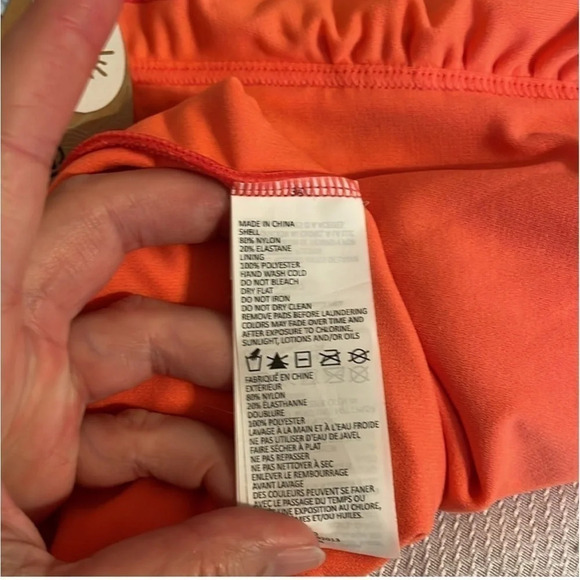 MADE IN CHINA
SHELL
80% NYLON
20% ELASTANE
LINING
100% POLYESTER
HAND WASH COLD
DO NOT BLEACH
DRY FLAT
DO NOT IRON
DO NOT DRY CLEAN
REMOVE PADS BEFORE LAUNDERING
COLORS MAY FADE OVER TIME AND
AFTER EXPOSURE TO CHLORINE,
SUNLIGHT, LOTIONS AND/OR OILS
FABRIQUÉ EN CHINE
EXTÉRIEUR
80% NYLON
20% ÉLASTHANNE
DOUBLURE
100% POLYESTER
LAVAGE À LA MAIN ET À L'EAU FROIDE
NE PAS UTILISER D'EAU DE JAVEL
FAIRE SÉCHER À PLAT
NE PAS REPASSER
NE PAS NETTOYER À SEC
ENLEVER LE REMBOURRAGE
AVANT LAVAGE
DES COULEURS PEUVENT SE FANER
AVEC LE PASSAGE DU TEMPS OU
UNE EXPOSITION AU CHLORE,
ET/OU HUILES.